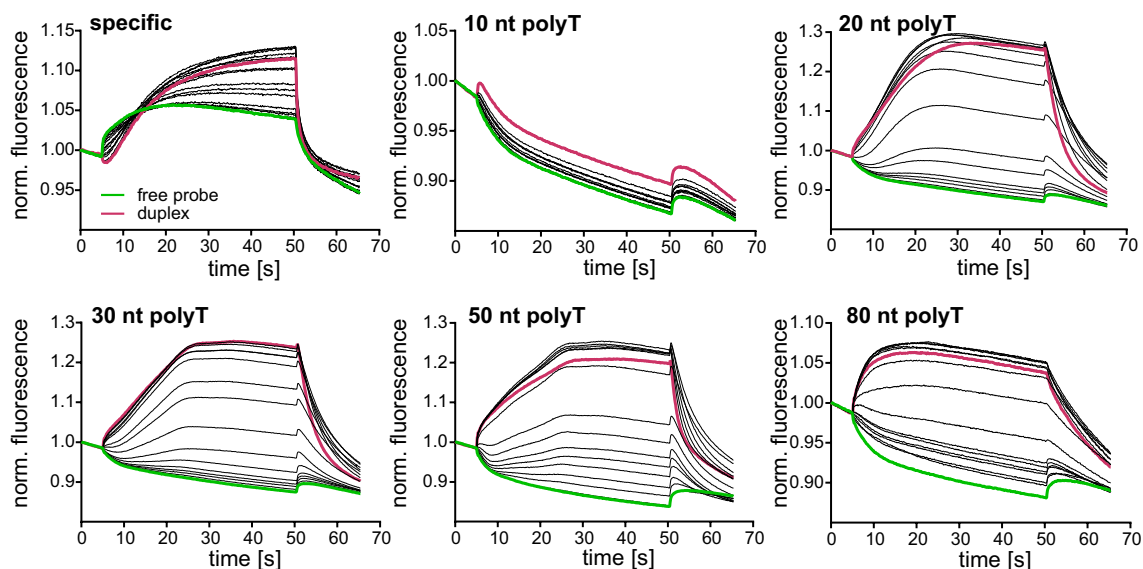 specific
norm. fluorescence
1.15
1.10
1.05
1.00
0.95
free probe
duplex
0 10 20 30 40 50 60 70
time [s]
10 nt polyT
norm. fluorescence
1.05
1.00
0.95
0.90
0 10 20 30 40 50 60 70
time [s]
20 nt polyT
norm. fluorescence
1.3
1.2
1.1
1.0
0.9
0.8
0 10 20 30 40 50 60 70
time [s]
30 nt polyT
norm. fluorescence
1.3
1.2
1.1
1.0
0.9
0 10 20 30 40 50 60 70
time [s]
50 nt polyT
norm. fluorescence
1.3
1.2
1.1
1.0
0.9
0 10 20 30 40 50 60 70
time [s]
80 nt polyT
norm. fluorescence
1.10
1.05
1.00
0.95
0.90
0 10 20 30 40 50 60 70
time [s]